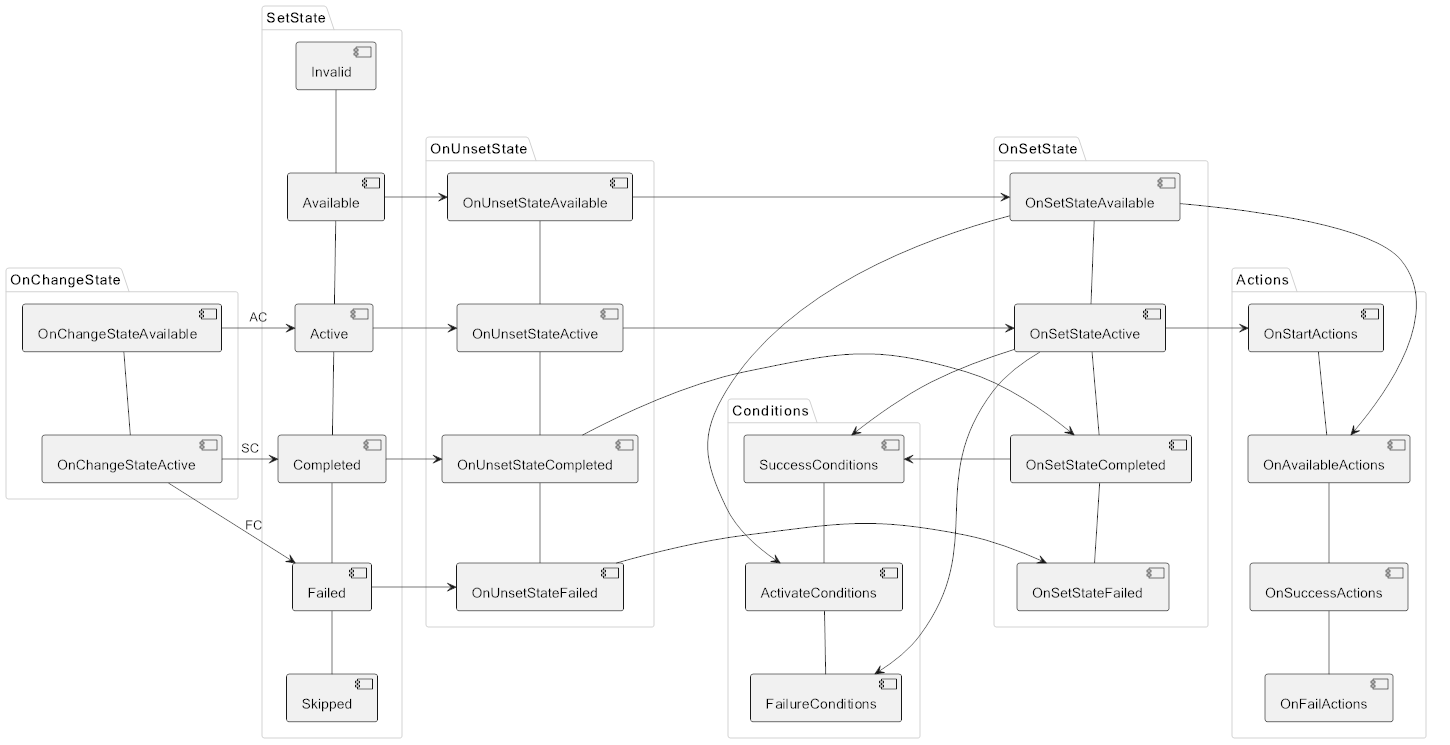 SetState
Invalid
OnUnsetState
OnSetState
Available
OnUnsetStateAvailable
OnSetStateAvailable
OnChangeState
Actions
OnChangeStateAvailable
AC
Active
OnUnsetStateActive
OnSetStateActive
OnStartActions
Conditions
OnChangeStateActive
SC
Completed
OnUnsetStateCompleted
SuccessConditions
OnSetStateCompleted
OnAvailableActions
FC
Failed
OnUnsetStateFailed
ActivateConditions
OnSetStateFailed
OnSuccessActions
Skipped
FailureConditions
OnFailActions